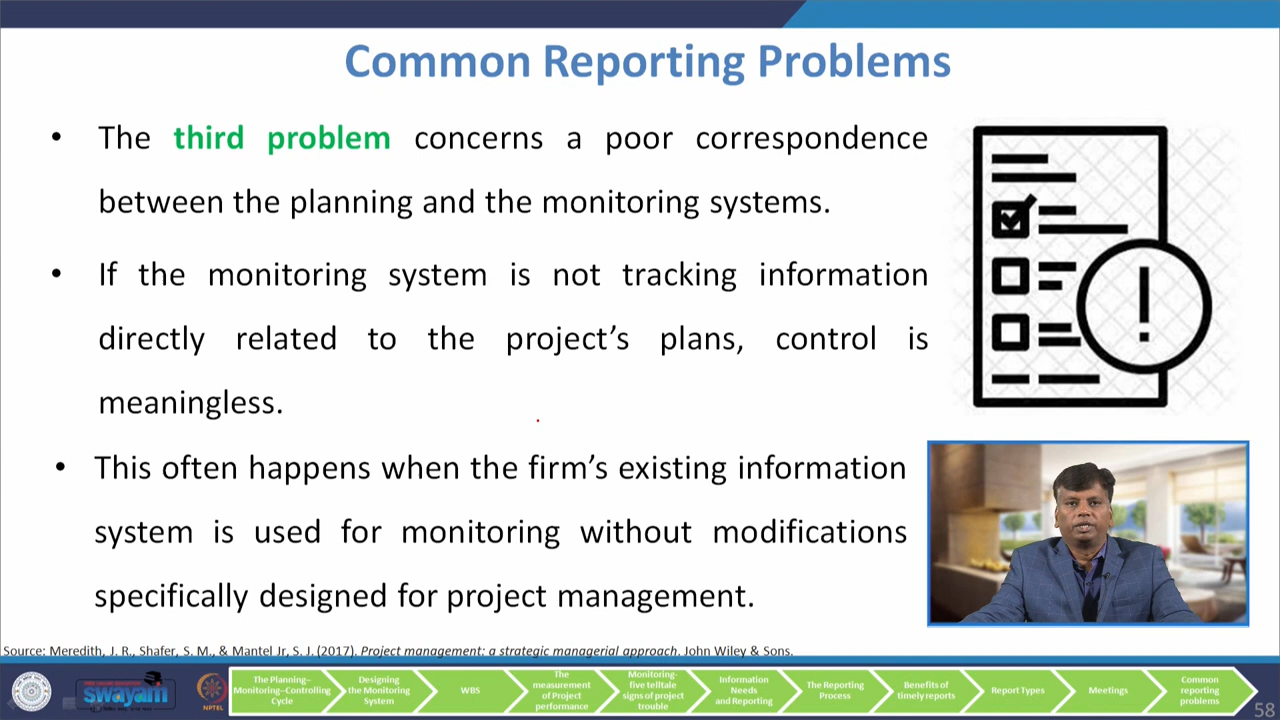 Common Reporting Problems
• The third problem concerns a poor correspondence
between the planning and the monitoring systems.
• If the monitoring system is not tracking information
directly related to the project’s plans, control is
meaningless.
• This often happens when the firm’s existing information
system is used for monitoring without modifications
specifically designed for project management.
Source: Meredith, J. R., Shafer, S. M., & Mantel Jr, S. J. (2017). Project management: a strategic managerial approach. John Wiley & Sons.
swayam
NPTEL
The Planning–
Monitoring–Controlling
Cycle
Designing
the Monitoring
System
WBS
The
measurement
of Project
performance
Monitoring-
five telltale
signs of project
trouble
Information
Needs
and Reporting
The Reporting
Process
Benefits of
timely reports
Report Types
Meetings
Common
reporting
problems
58